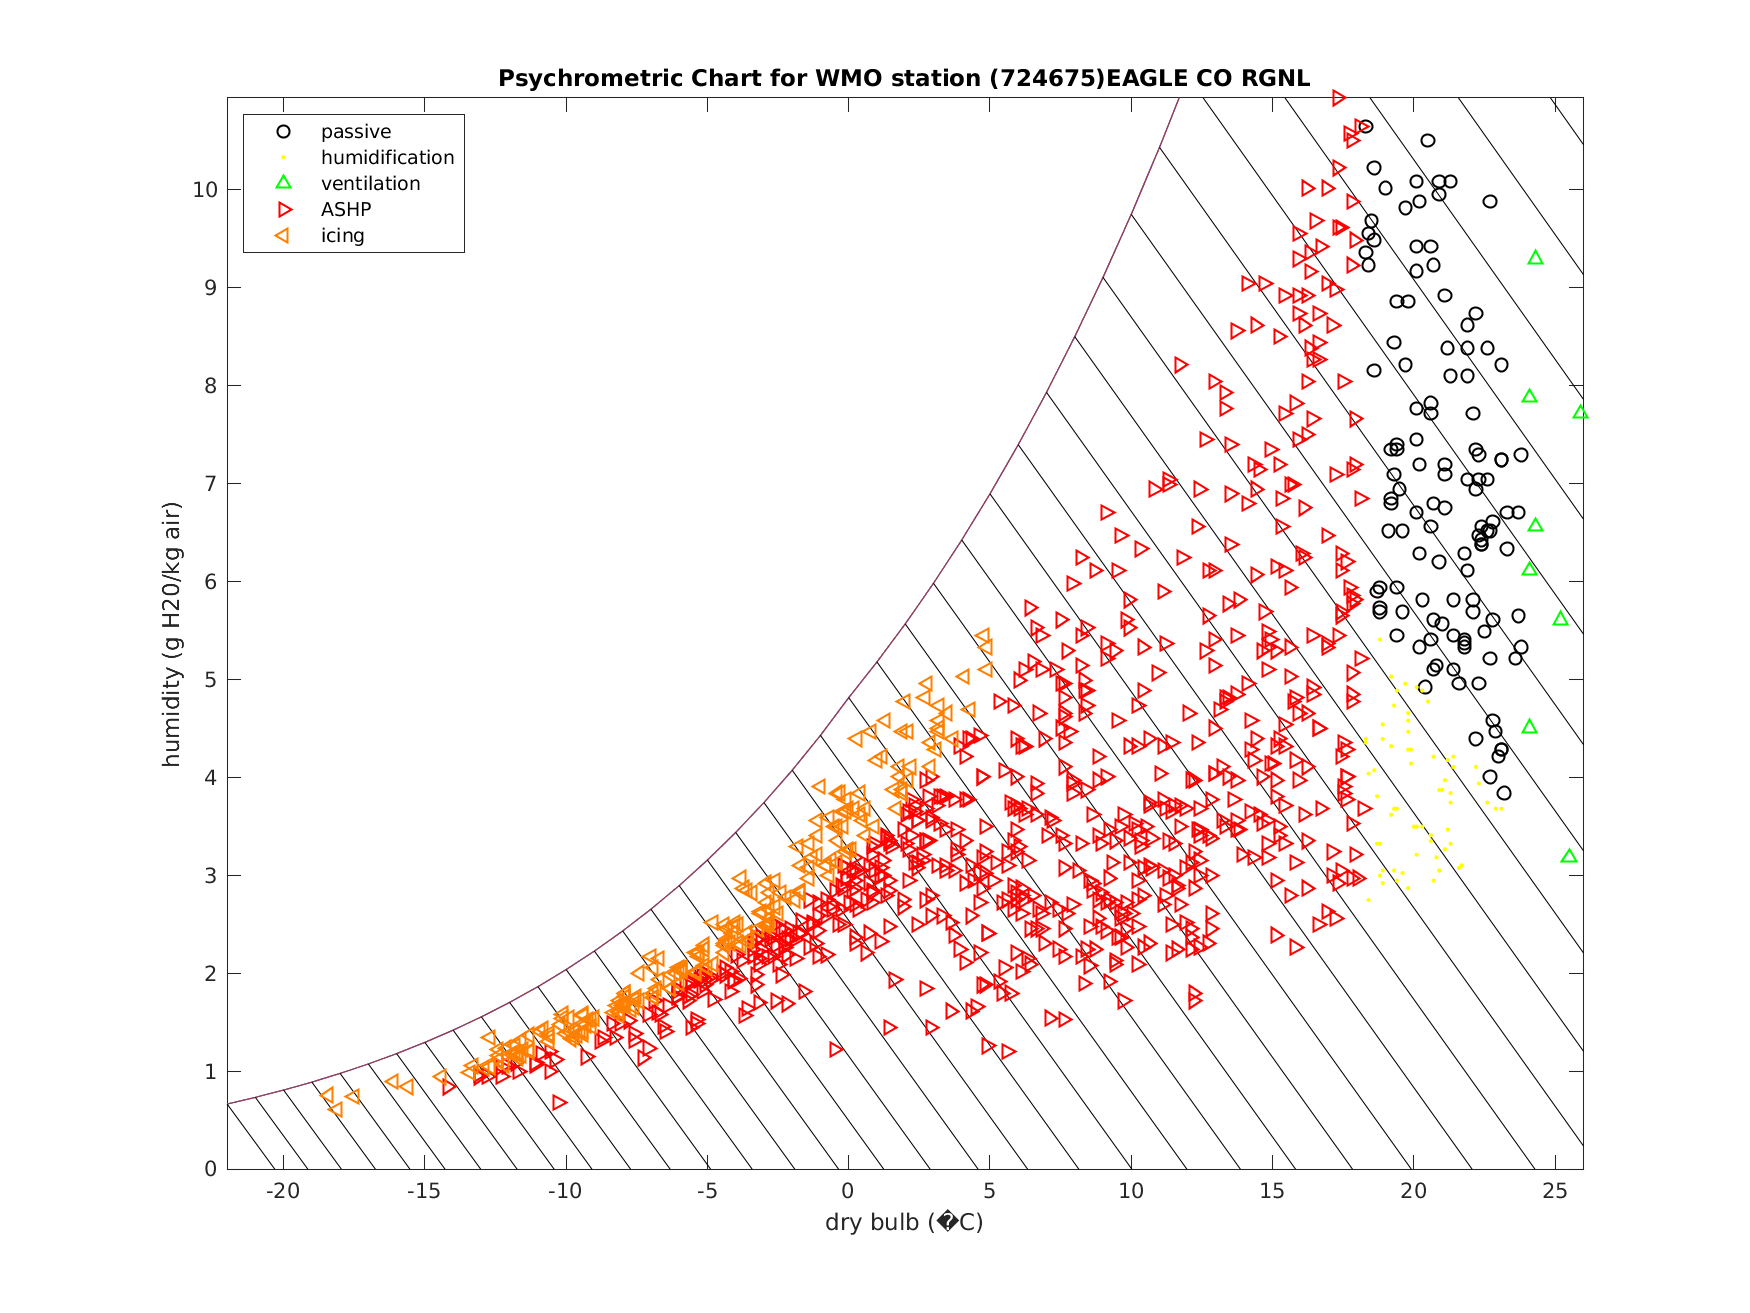 Psychrometric Chart for WMO station (724675)EAGLE CO RGNL
passive
humidification
ventilation
ASHP
icing
10
9
8
7
6
5
4
3
2
1
0
humidity (g H20/kg air)
-20 -15 -10 -5 0 5 10 15 20 25
dry bulb (�C)